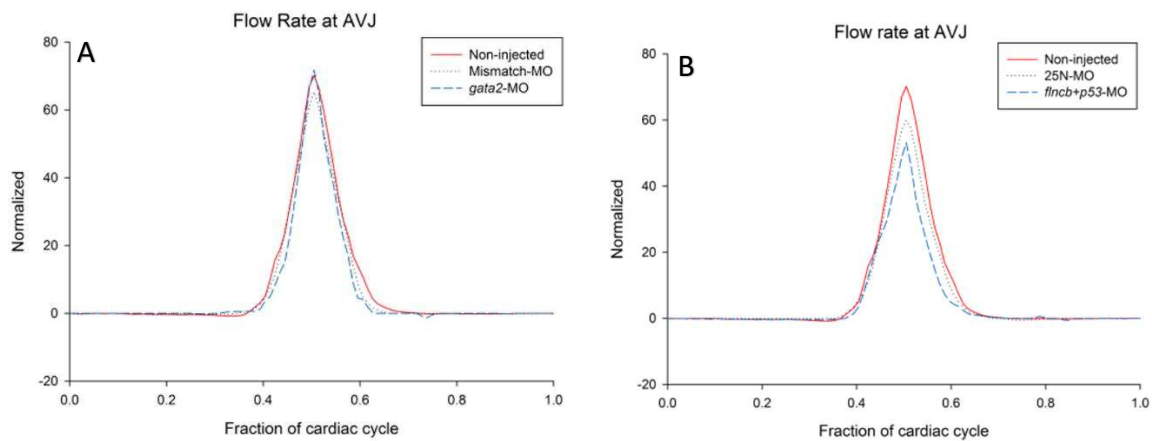 Flow Rate at AVJ
A
Non-injected
Mismatch-MO
gata2-MO
80
60
40
20
0
-20
Normalized
0.0 0.2 0.4 0.6 0.8 1.0
Fraction of cardiac cycle
Flow rate at AVJ
B
Non-injected
25N-MO
flncb+p53-MO
80
60
40
20
0
-20
Normalized
0.0 0.2 0.4 0.6 0.8 1.0
Fraction of cardiac cycle